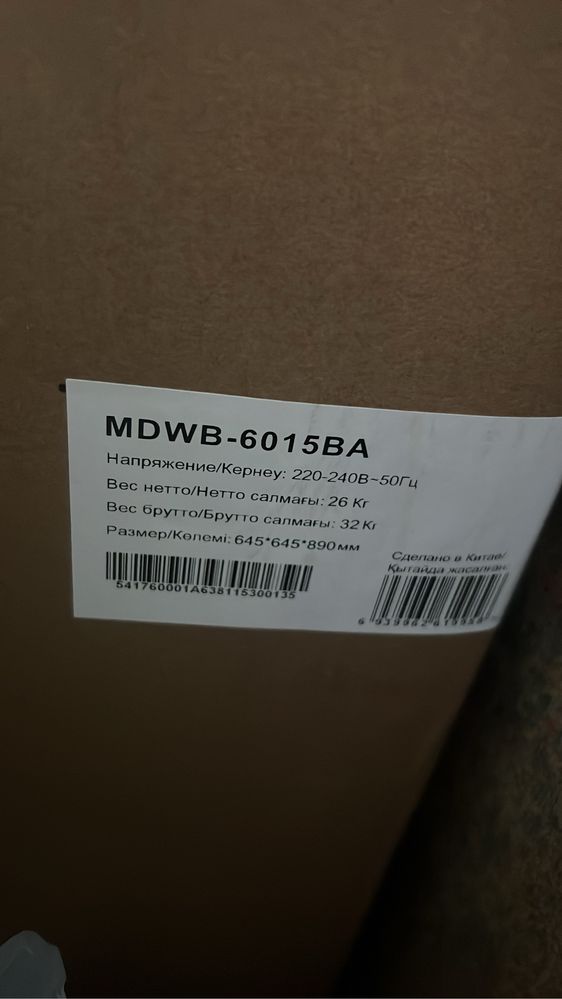 MDWB-6015BA
Напряжение/Кернеу: 220-240В~50Гц
Вес нетто/Нетто салмағы: 26 Кг
Вес брутто/Брутто салмағы: 32 Кг
Размер/Көлемі: 645*645*890мм
541760001A638115300135
Сделано в Китае/
Қытайда жасалған